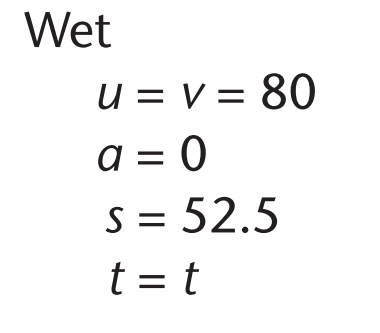 Wet
u = v = 80
a = 0
s = 52.5
t = t